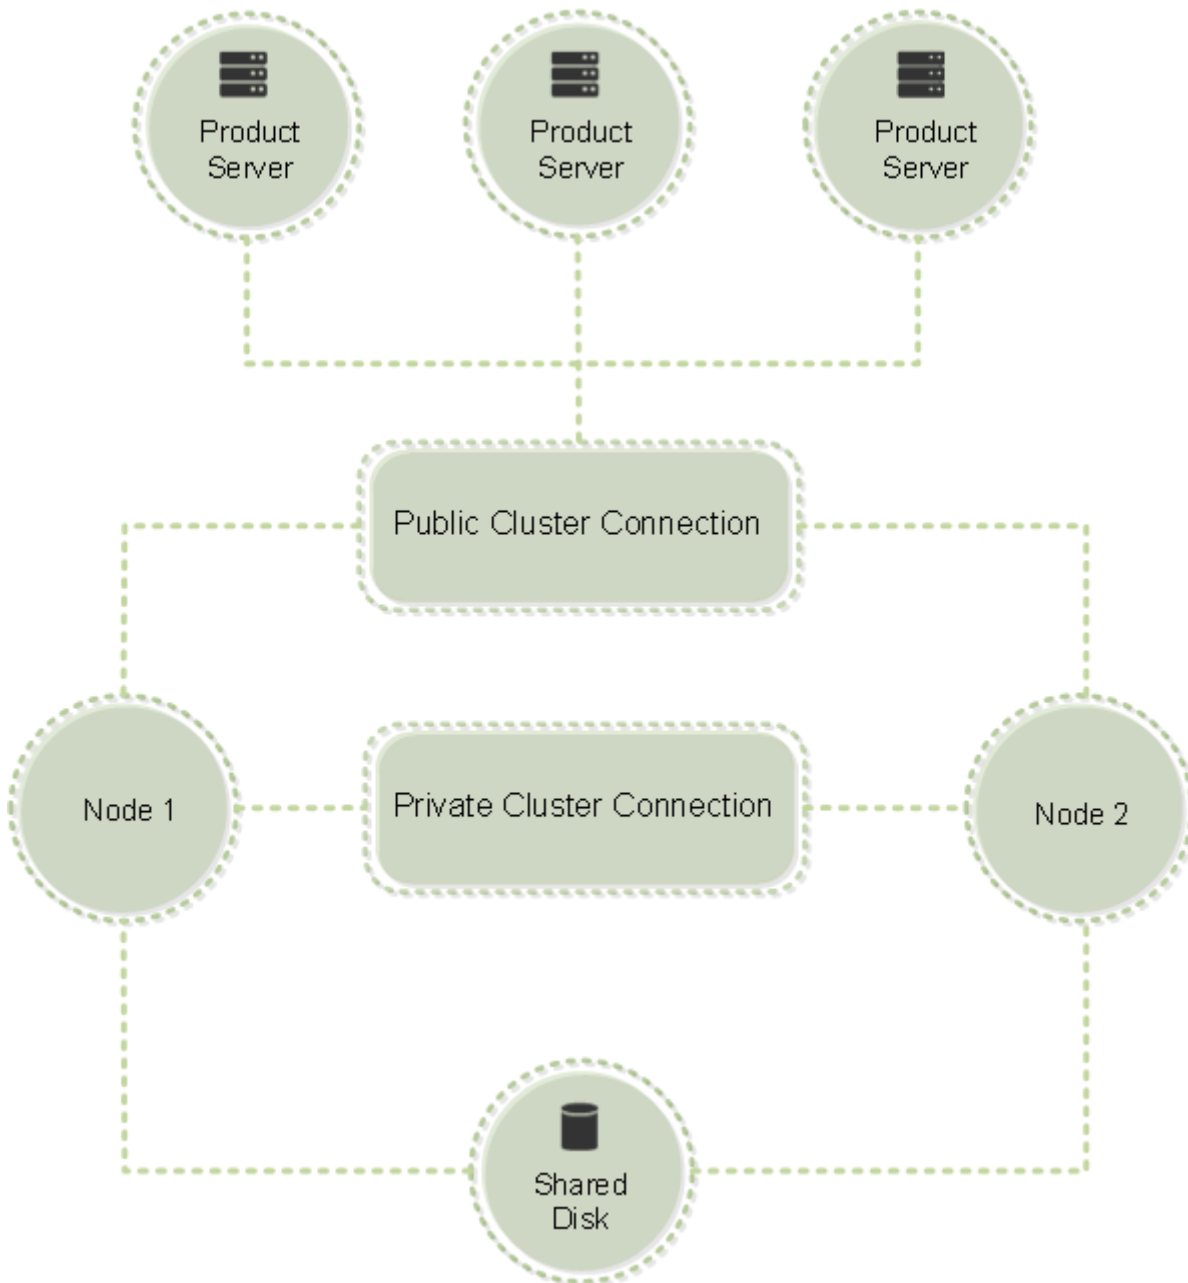 Product
Server
Product
Server
Product
Server
Public Cluster Connection
Node 1
Private Cluster Connection
Node 2
Shared
Disk